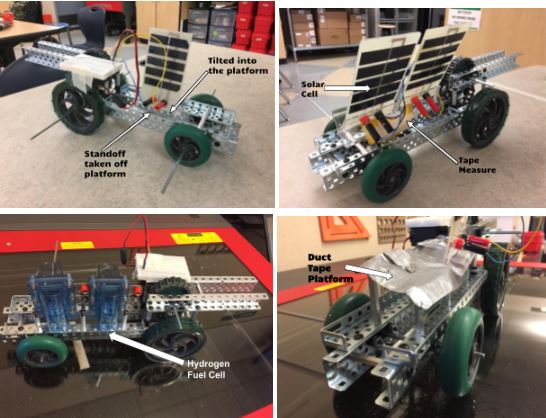 Tilted into
the platform
Standoff
taken off
platform
Solar
Cell
Tape
Measure
Hydrogen
Fuel Cell
Duct
Tape
Platform